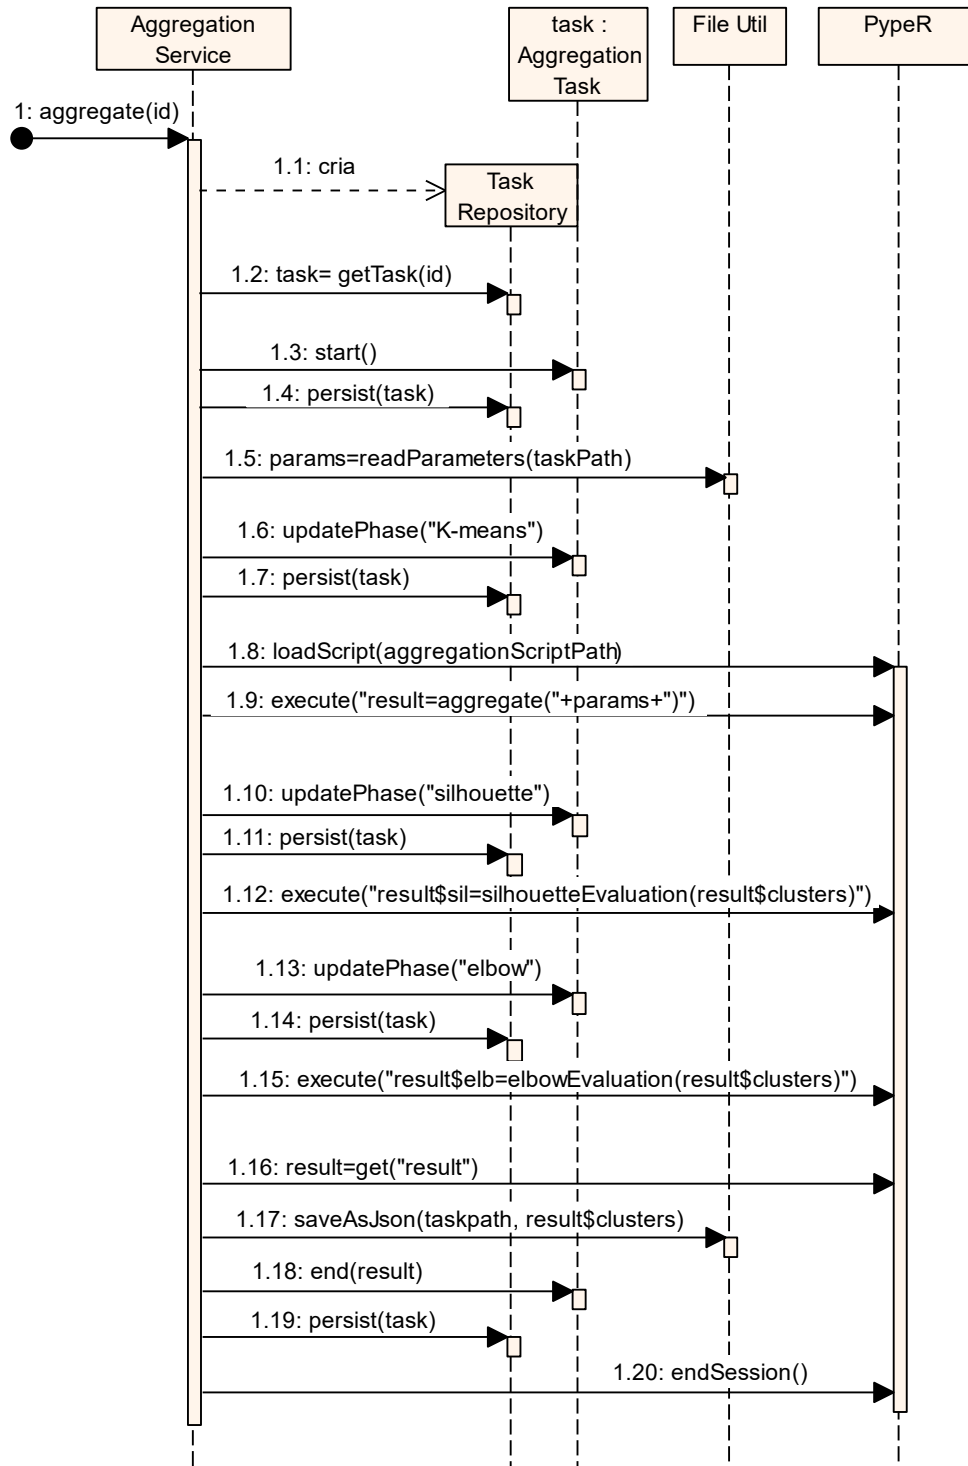 Aggregation
Service
task :
Aggregation
Task
File Util
PypeR
1: aggregate(id)
1.1: cria
Task
Repository
1.2: task= getTask(id)
1.3: start()
1.4: persist(task)
1.5: params=readParameters(taskPath)
1.6: updatePhase("K-means")
1.7: persist(task)
1.8: loadScript(aggregationScriptPath)
1.9: execute("result=aggregate("+params+")")
1.10: updatePhase("silhouette")
1.11: persist(task)
1.12: execute("result$sil=silhouetteEvaluation(result$clusters)")
1.13: updatePhase("elbow")
1.14: persist(task)
1.15: execute("result$elb=elbowEvaluation(result$clusters)")
1.16: result=get("result")
1.17: saveAsJson(taskpath, result$clusters)
1.18: end(result)
1.19: persist(task)
1.20: endSession()